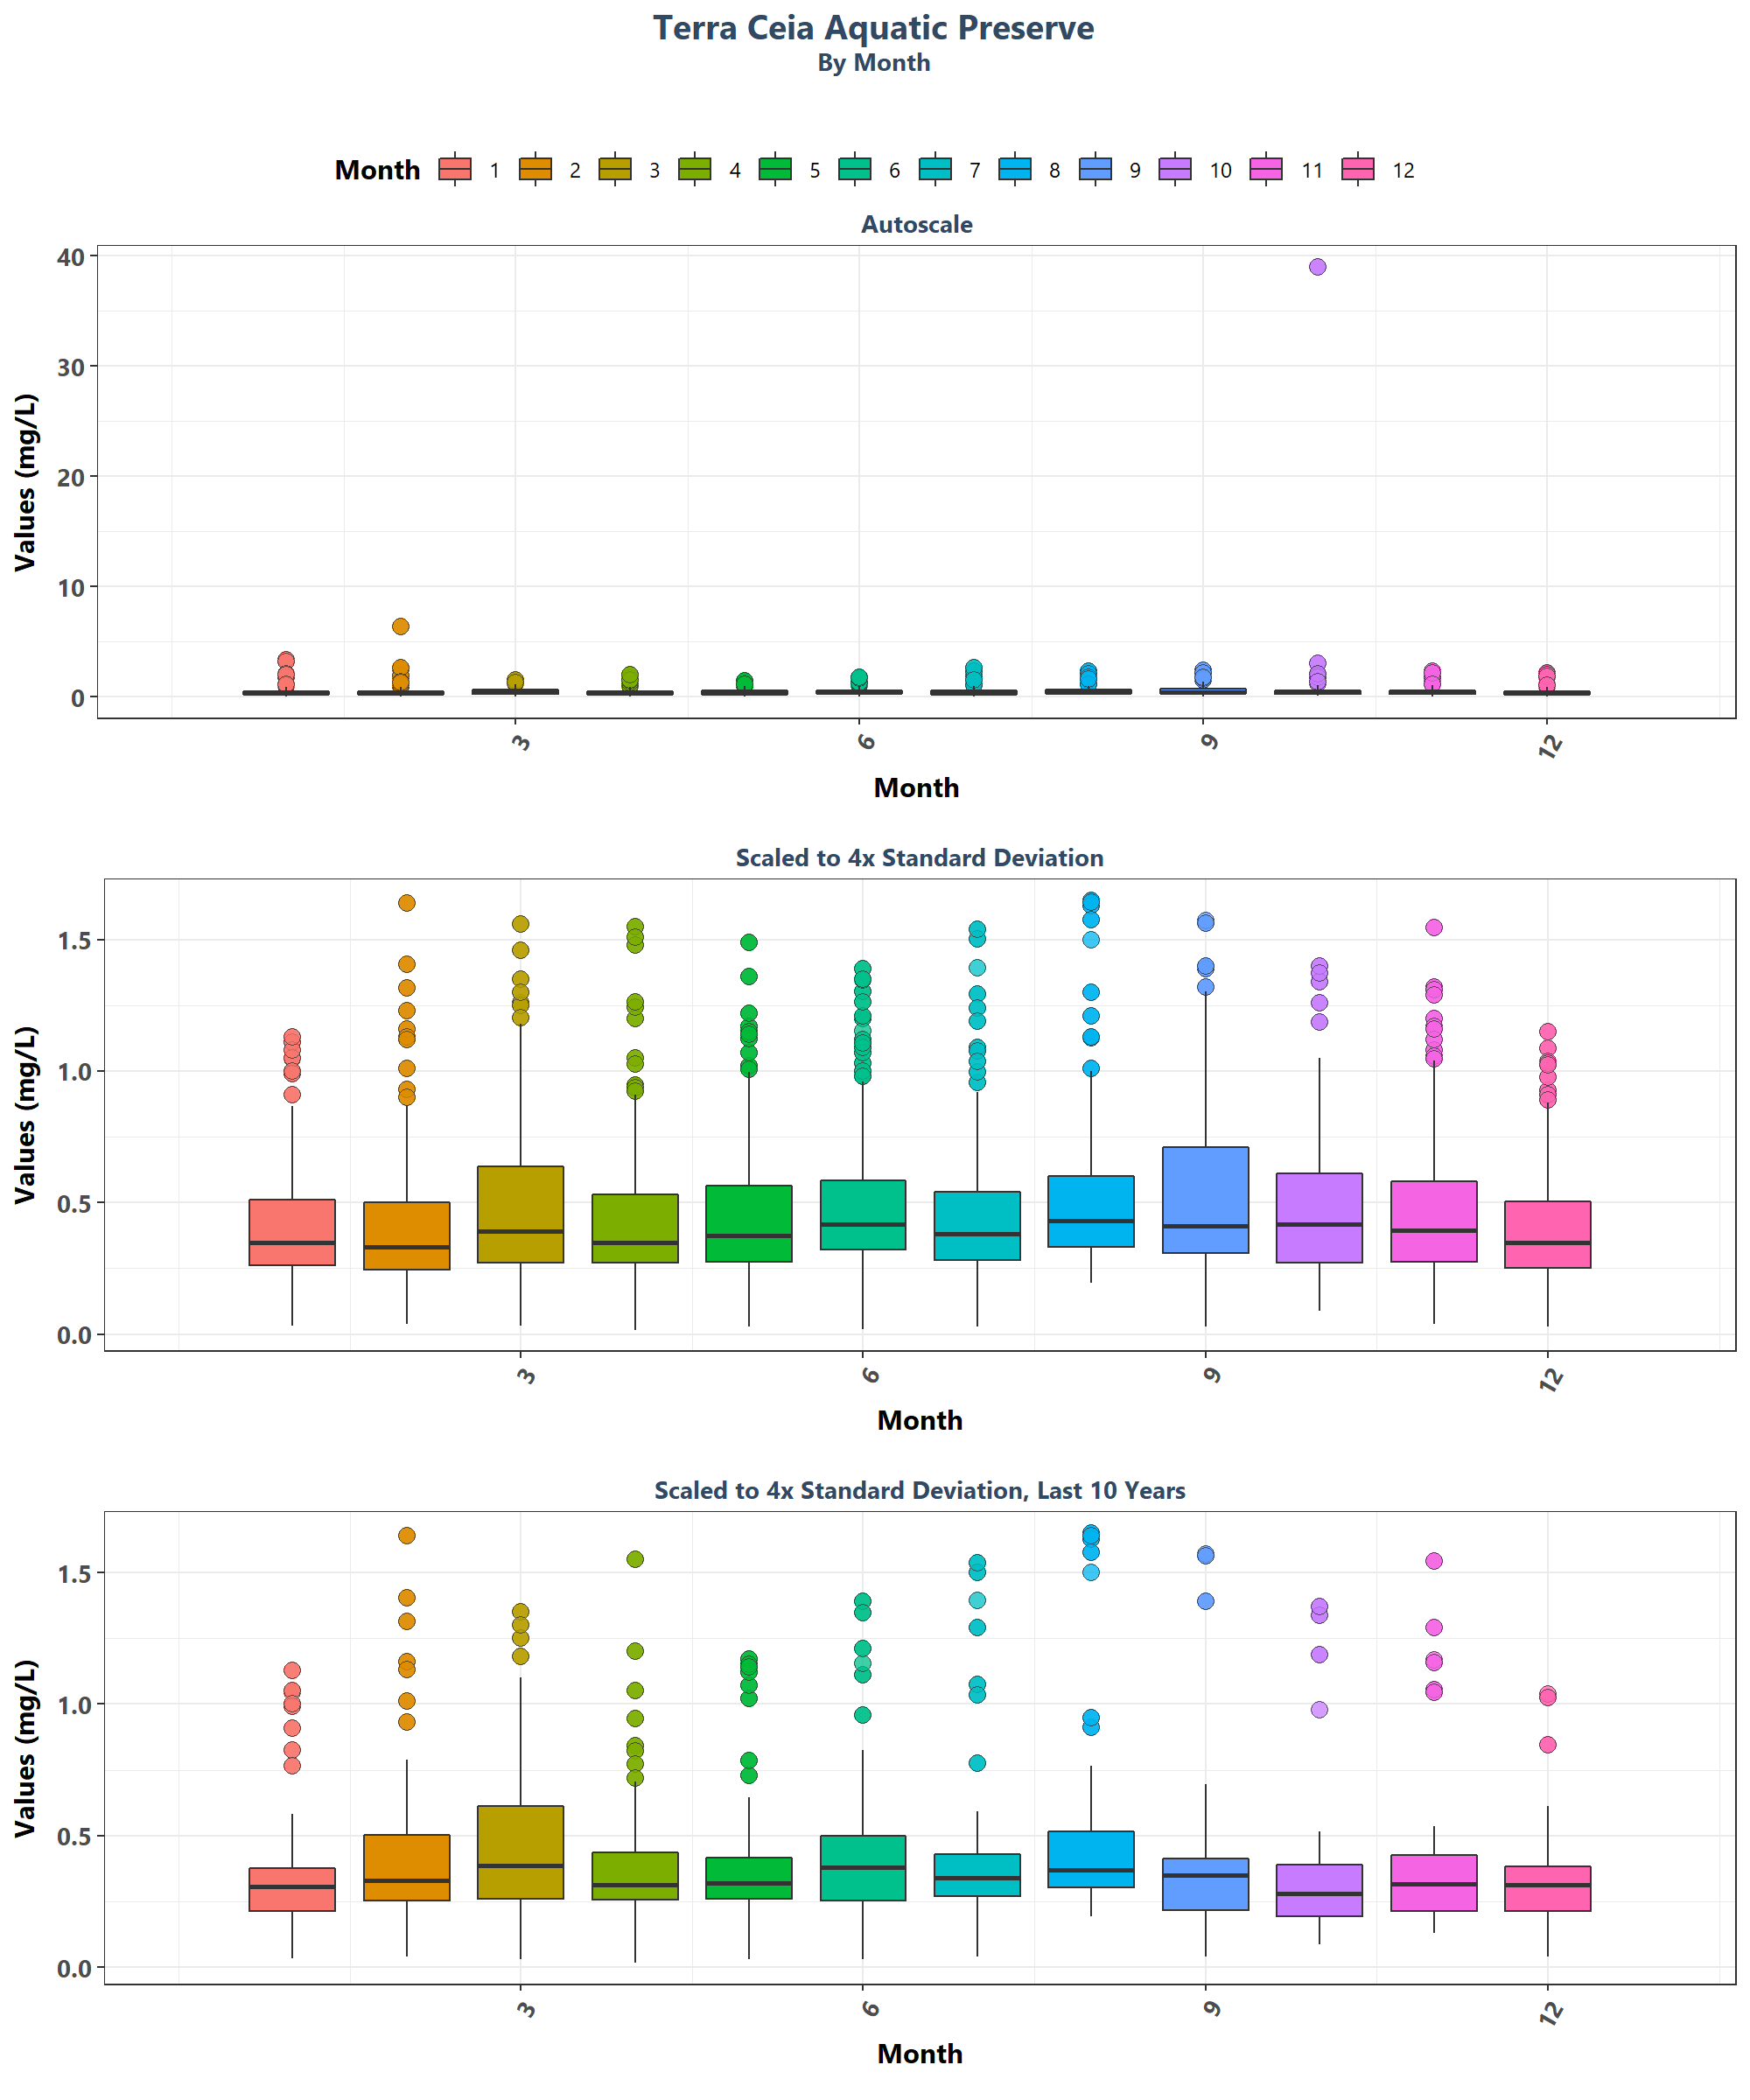 Terra Ceia Aquatic Preserve
By Month
Month 1 2 3 4 5 6 7 8 9 10 11 12
Autoscale
Values (mg/L)
40
30
20
10
0
3 6 9 12
Month
Scaled to 4x Standard Deviation
Values (mg/L)
1.5
1.0
0.5
0.0
3 6 9 12
Month
Scaled to 4x Standard Deviation, Last 10 Years
Values (mg/L)
1.5
1.0
0.5
0.0
3 6 9 12
Month